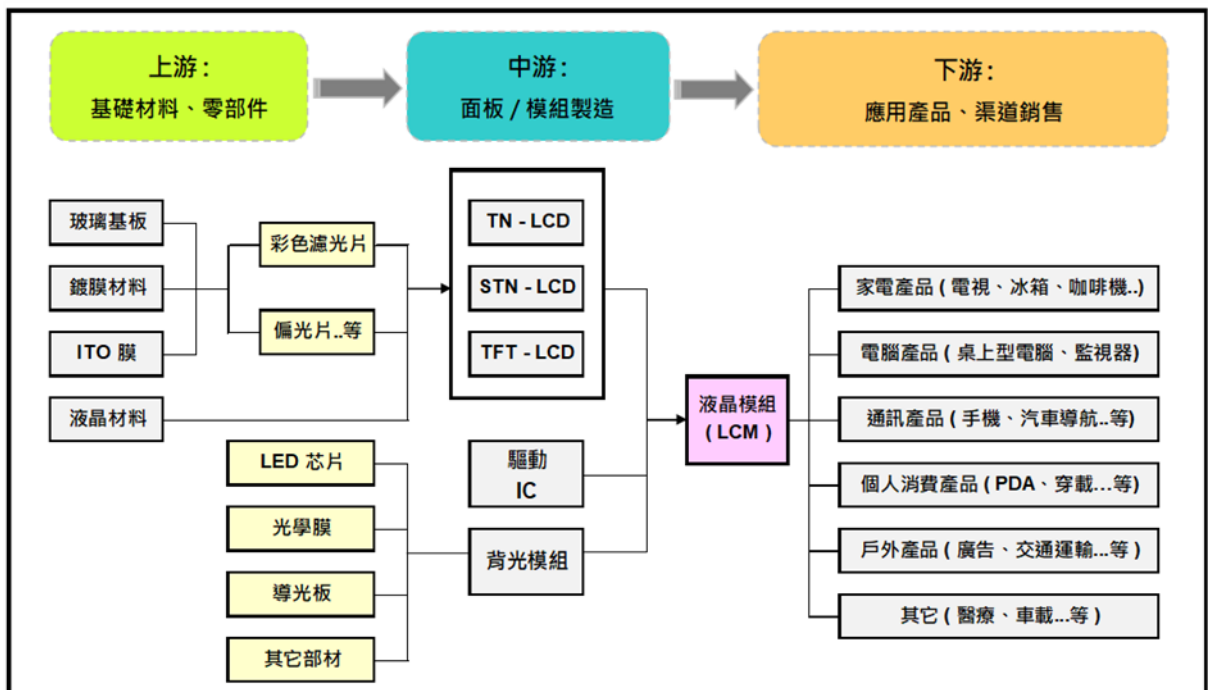 上游:
基礎材料、零部件
中游:
面板 / 模組製造
下游:
應用產品、渠道銷售
玻璃基板
鍍膜材料
ITO 膜
液晶材料
彩色濾光片
偏光片..等
LED 芯片
光學膜
導光板
其它部材
TN - LCD
STN - LCD
TFT - LCD
驅動
IC
背光模組
液晶模組
( LCM )
家電產品 ( 電視、冰箱、咖啡機..)
電腦產品 ( 桌上型電腦、監視器)
通訊產品 ( 手機、汽車導航..等)
個人消費產品 ( PDA、穿載...等)
戶外產品 ( 廣告、交通運輸...等 )
其它 ( 醫療、車載...等 )